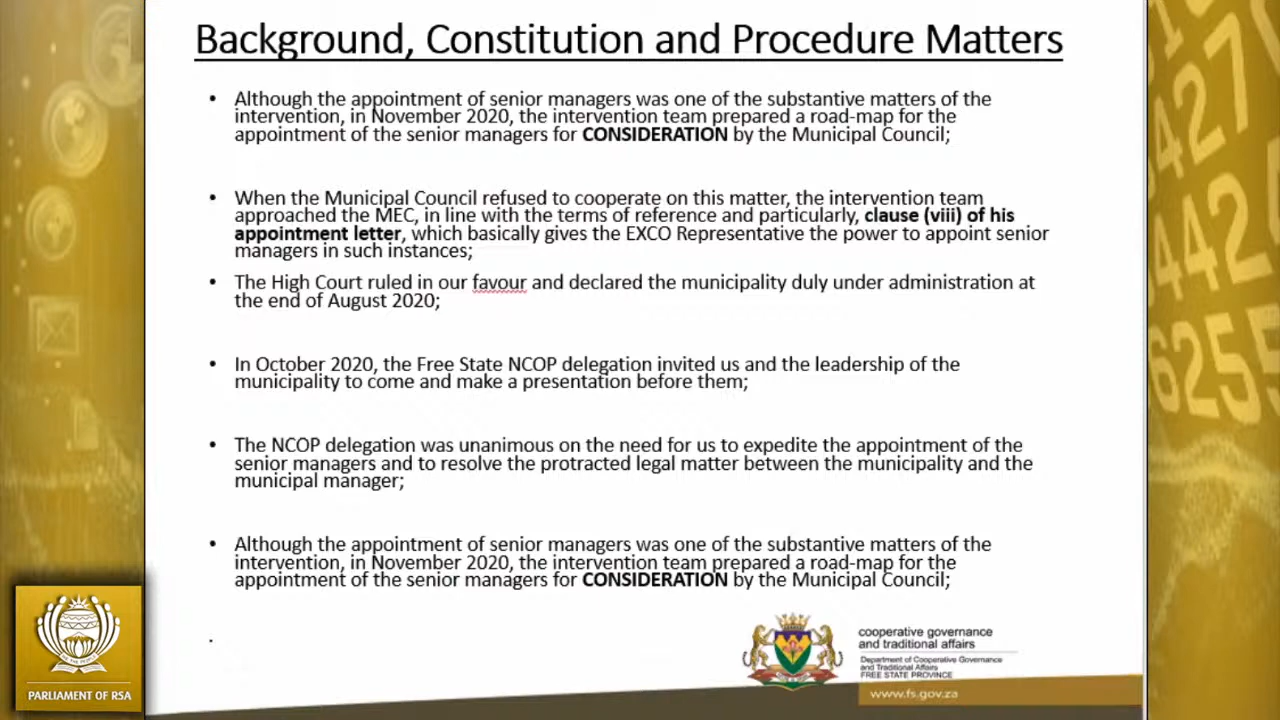 Background, Constitution and Procedure Matters
• Although the appointment of senior managers was one of the substantive matters of the
intervention, in November 2020, the intervention team prepared a road-map for the
appointment of the senior managers for CONSIDERATION by the Municipal Council;
• When the Municipal Council refused to cooperate on this matter, the intervention team
approached the MEC, in line with the terms of reference and particularly, clause (viii) of his
appointment letter, which basically gives the EXCO Representative the power to appoint senior
managers in such instances;
• The High Court ruled in our favour and declared the municipality duly under administration at
the end of August 2020;
• In October 2020, the Free State NCOP delegation invited us and the leadership of the
municipality to come and make a presentation before them;
• The NCOP delegation was unanimous on the need for us to expedite the appointment of the
senior managers and to resolve the protracted legal matter between the municipality and the
municipal manager;
• Although the appointment of senior managers was one of the substantive matters of the
intervention, in November 2020, the intervention team prepared a road-map for the
appointment of the senior managers for CONSIDERATION by the Municipal Council;
.
cooperative governance
and traditional affairs
Department of Cooperative Governance
and Traditional Affairs
FREE STATE PROVINCE
www.fs.gov.za
PARLIAMENT OF RSA